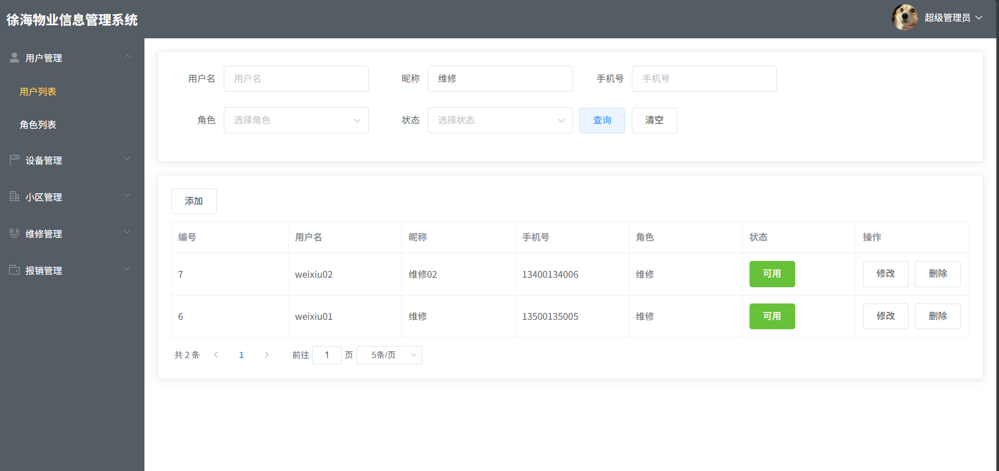 徐海物业信息管理系统
超级管理员
用户管理
用户列表
角色列表
设备管理
小区管理
维修管理
报销管理
用户名 用户名 昵称 维修 手机号 手机号
角色 选择角色 状态 选择状态 查询 清空
添加
编号 用户名 昵称 手机号 角色 状态 操作
7 weixiu02 维修02 13400134006 维修 可用 修改 删除
6 weixiu01 维修 13500135005 维修 可用 修改 删除
共 2 条 1 前往 1 页 5条/页